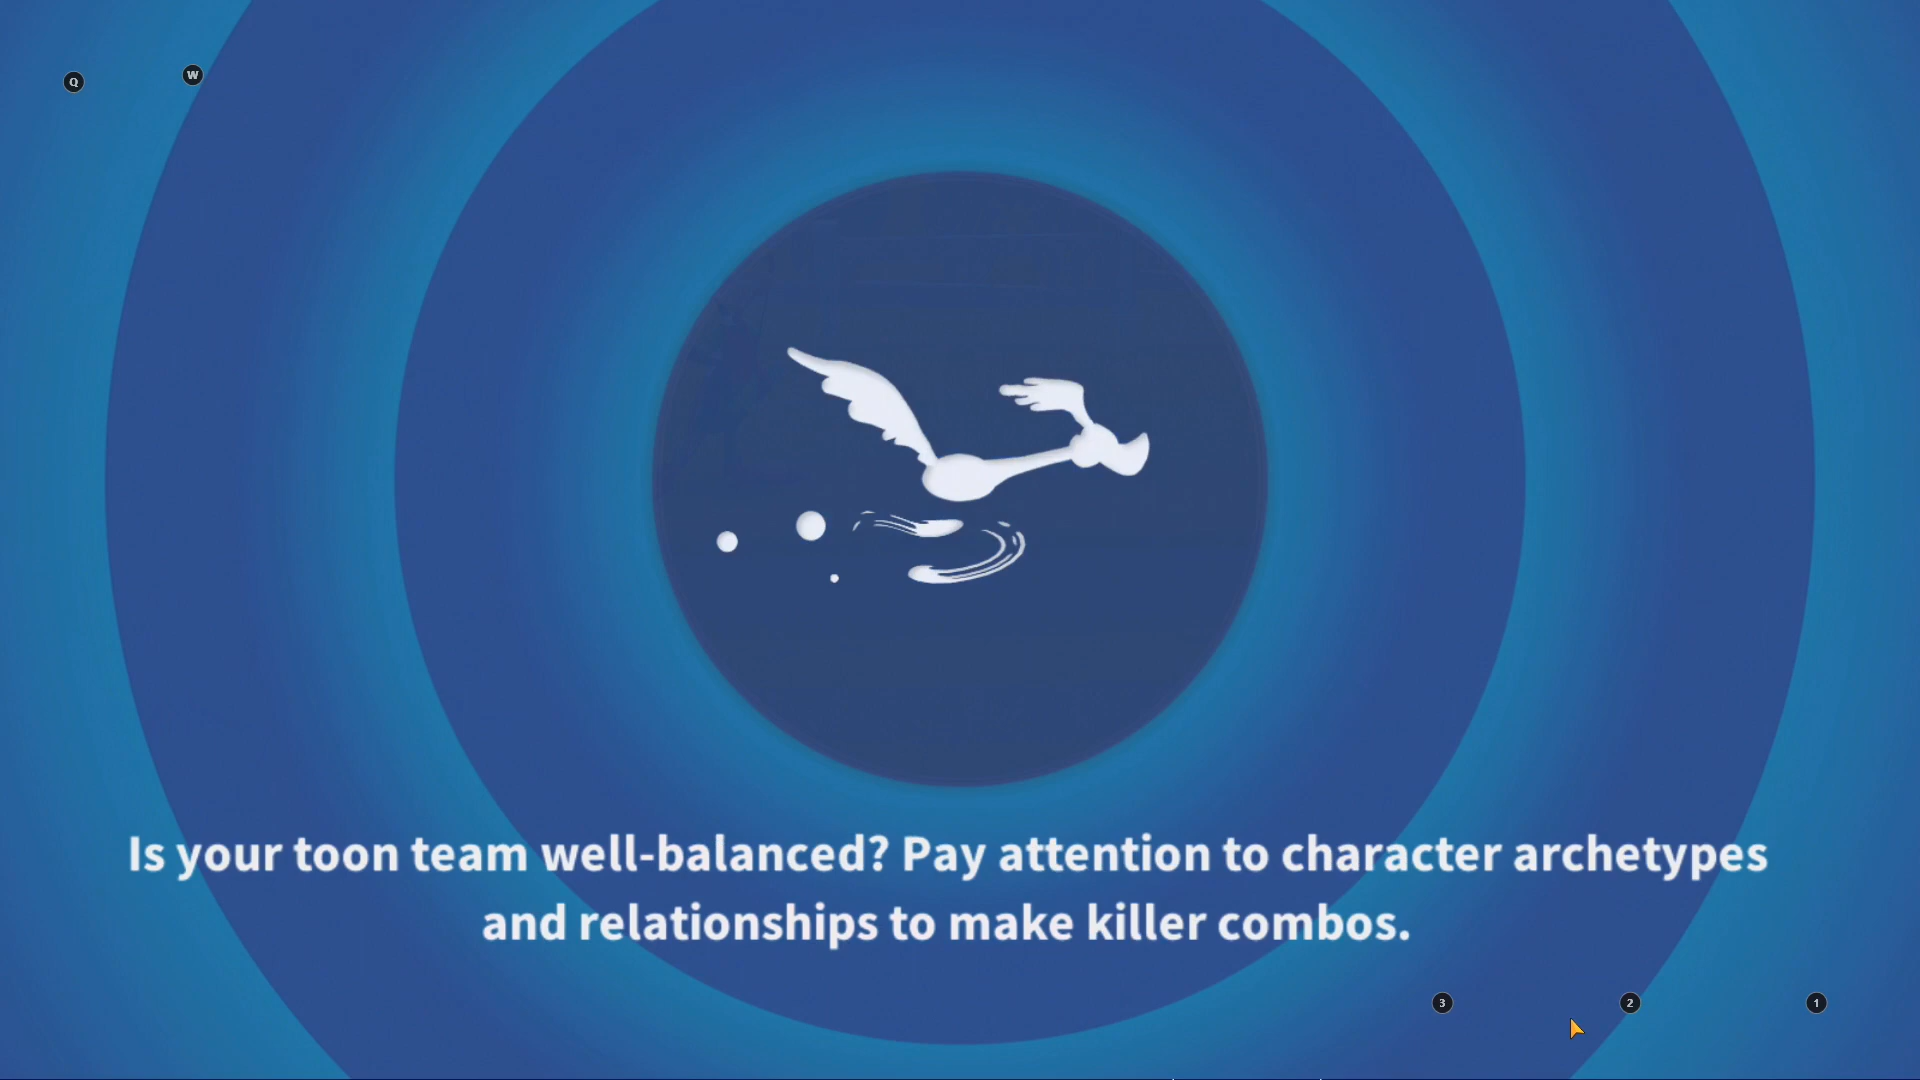 Q
W
Is your toon team well-balanced? Pay attention to character archetypes
and relationships to make killer combos.
3
2
1